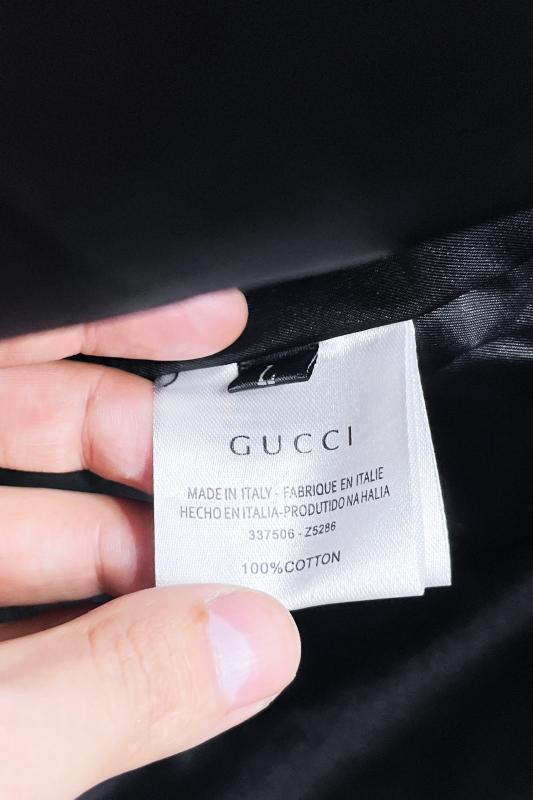 GUCCI
MADE IN ITALY - FABRIQUE EN ITALIE
HECHO EN ITALIA-PRODUTIDO NA HALIA
337506 - Z5286
100%COTTON